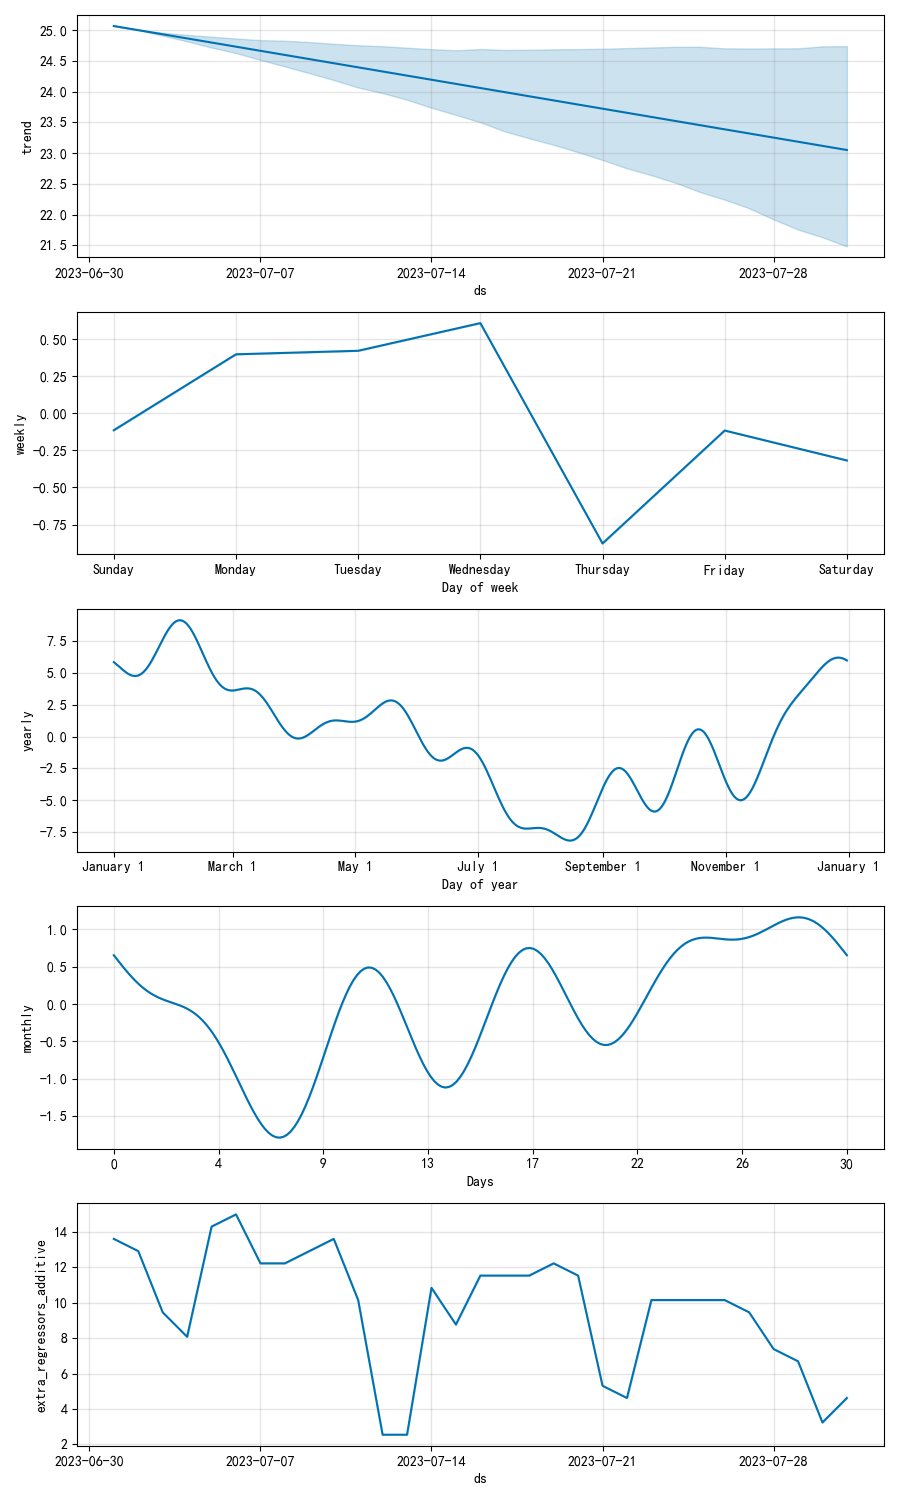 25.0
24.5
24.0
23.5
23.0
22.5
22.0
21.5
trend
2023-06-30 2023-07-07 2023-07-14 2023-07-21 2023-07-28
ds
0.50
0.25
0.00
−0.25
−0.50
−0.75
weekly
Sunday Monday Tuesday Wednesday Thursday Friday Saturday
Day of week
7.5
5.0
2.5
0.0
−2.5
−5.0
−7.5
yearly
January 1 March 1 May 1 July 1 September 1 November 1 January 1
Day of year
1.0
0.5
0.0
−0.5
−1.0
−1.5
monthly
0 4 9 13 17 22 26 30
Days
14
12
10
8
6
4
2
extra_regressors_additive
2023-06-30 2023-07-07 2023-07-14 2023-07-21 2023-07-28
ds